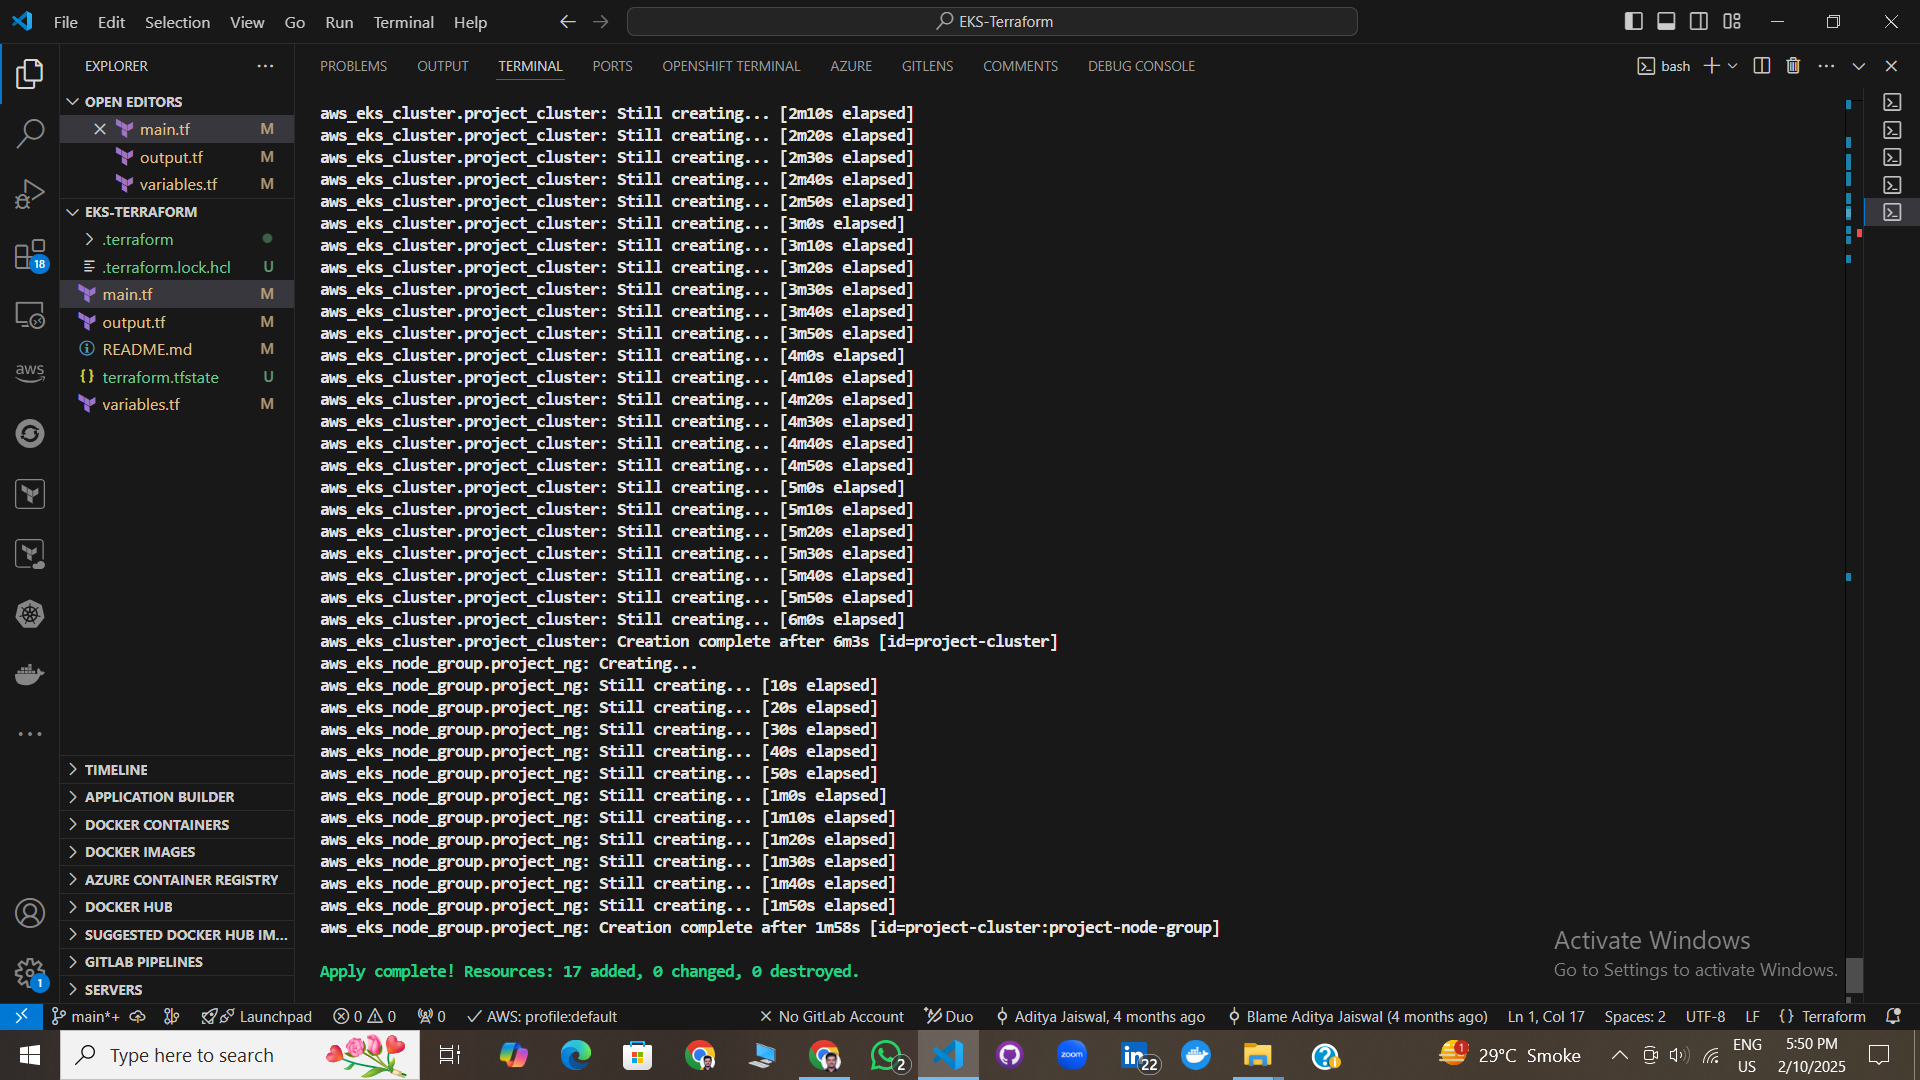 File Edit Selection View Go Run Terminal Help
EKS-Terraform
EXPLORER
OPEN EDITORS
main.tf M
output.tf M
variables.tf M
EKS-TERRAFORM
.terraform
.terraform.lock.hcl U
main.tf M
output.tf M
README.md M
terraform.tfstate U
variables.tf M
TIMELINE
APPLICATION BUILDER
DOCKER CONTAINERS
DOCKER IMAGES
AZURE CONTAINER REGISTRY
DOCKER HUB
SUGGESTED DOCKER HUB IM...
GITLAB PIPELINES
SERVERS
18
aws
1
PROBLEMS OUTPUT TERMINAL PORTS OPENSHIFT TERMINAL AZURE GITLENS COMMENTS DEBUG CONSOLE
bash
aws_eks_cluster.project_cluster: Still creating... [2m10s elapsed]
aws_eks_cluster.project_cluster: Still creating... [2m20s elapsed]
aws_eks_cluster.project_cluster: Still creating... [2m30s elapsed]
aws_eks_cluster.project_cluster: Still creating... [2m40s elapsed]
aws_eks_cluster.project_cluster: Still creating... [2m50s elapsed]
aws_eks_cluster.project_cluster: Still creating... [3m0s elapsed]
aws_eks_cluster.project_cluster: Still creating... [3m10s elapsed]
aws_eks_cluster.project_cluster: Still creating... [3m20s elapsed]
aws_eks_cluster.project_cluster: Still creating... [3m30s elapsed]
aws_eks_cluster.project_cluster: Still creating... [3m40s elapsed]
aws_eks_cluster.project_cluster: Still creating... [3m50s elapsed]
aws_eks_cluster.project_cluster: Still creating... [4m0s elapsed]
aws_eks_cluster.project_cluster: Still creating... [4m10s elapsed]
aws_eks_cluster.project_cluster: Still creating... [4m20s elapsed]
aws_eks_cluster.project_cluster: Still creating... [4m30s elapsed]
aws_eks_cluster.project_cluster: Still creating... [4m40s elapsed]
aws_eks_cluster.project_cluster: Still creating... [4m50s elapsed]
aws_eks_cluster.project_cluster: Still creating... [5m0s elapsed]
aws_eks_cluster.project_cluster: Still creating... [5m10s elapsed]
aws_eks_cluster.project_cluster: Still creating... [5m20s elapsed]
aws_eks_cluster.project_cluster: Still creating... [5m30s elapsed]
aws_eks_cluster.project_cluster: Still creating... [5m40s elapsed]
aws_eks_cluster.project_cluster: Still creating... [5m50s elapsed]
aws_eks_cluster.project_cluster: Still creating... [6m0s elapsed]
aws_eks_cluster.project_cluster: Creation complete after 6m3s [id=project-cluster]
aws_eks_node_group.project_ng: Creating...
aws_eks_node_group.project_ng: Still creating... [10s elapsed]
aws_eks_node_group.project_ng: Still creating... [20s elapsed]
aws_eks_node_group.project_ng: Still creating... [30s elapsed]
aws_eks_node_group.project_ng: Still creating... [40s elapsed]
aws_eks_node_group.project_ng: Still creating... [50s elapsed]
aws_eks_node_group.project_ng: Still creating... [1m0s elapsed]
aws_eks_node_group.project_ng: Still creating... [1m10s elapsed]
aws_eks_node_group.project_ng: Still creating... [1m20s elapsed]
aws_eks_node_group.project_ng: Still creating... [1m30s elapsed]
aws_eks_node_group.project_ng: Still creating... [1m40s elapsed]
aws_eks_node_group.project_ng: Still creating... [1m50s elapsed]
aws_eks_node_group.project_ng: Creation complete after 1m58s [id=project-cluster:project-node-group]
Apply complete! Resources: 17 added, 0 changed, 0 destroyed.
Activate Windows
Go to Settings to activate Windows.
main*+ Launchpad 0 0 0 AWS: profile:default No GitLab Account Duo Aditya Jaiswal, 4 months ago Blame Aditya Jaiswal (4 months ago) Ln 1, Col 17 Spaces: 2 UTF-8 LF {} Terraform
Type here to search
zoom
2
22
1
29°C Smoke
ENG
US
5:50 PM
2/10/2025